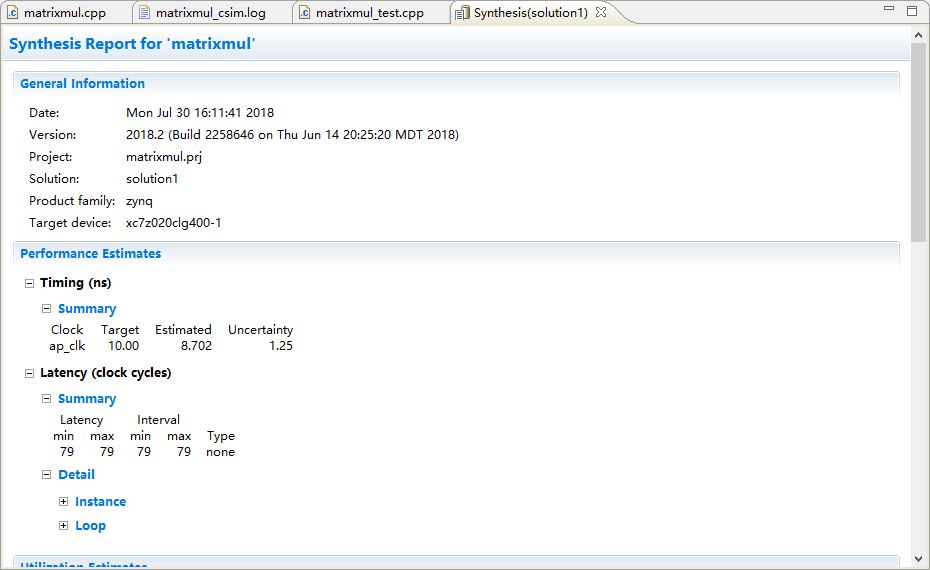 matrixmul.cpp matrixmul_csim.log matrixmul_test.cpp Synthesis(solution1)
Synthesis Report for 'matrixmul'
General Information
Date: Mon Jul 30 16:11:41 2018
Version: 2018.2 (Build 2258646 on Thu Jun 14 20:25:20 MDT 2018)
Project: matrixmul.prj
Solution: solution1
Product family: zynq
Target device: xc7z020clg400-1
Performance Estimates
Timing (ns)
Summary
Clock Target Estimated Uncertainty
ap_clk 10.00 8.702 1.25
Latency (clock cycles)
Summary
Latency Interval
min max min max Type
79 79 79 79 none
Detail
Instance
Loop
Utilization Estimates